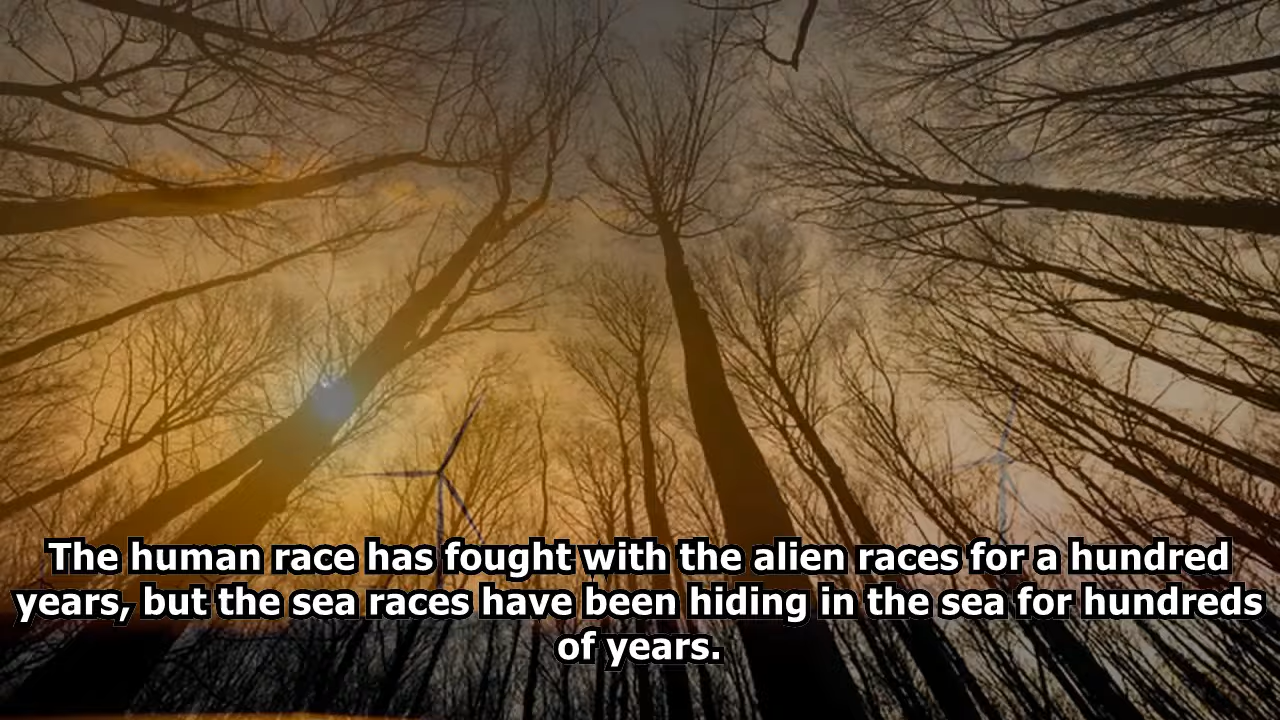 The human race has fought with the alien races for a hundred
years, but the sea races have been hiding in the sea for hundreds
of years.